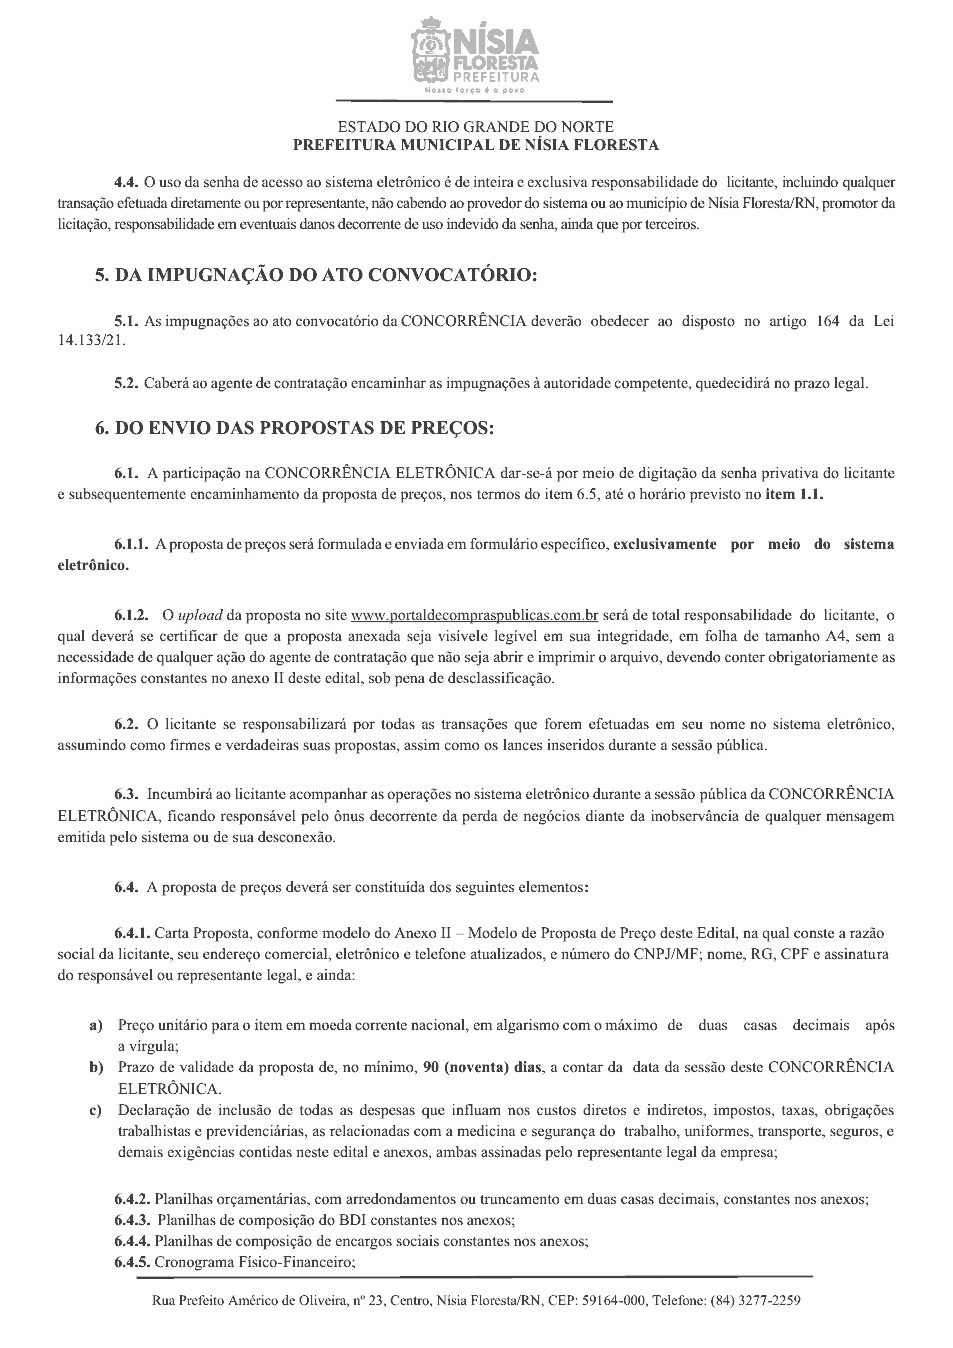 NÍSIA
FLORESTA
PREFEITURA
Nossa força é o povo
ESTADO DO RIO GRANDE DO NORTE
PREFEITURA MUNICIPAL DE NÍSIA FLORESTA
4.4. O uso da senha de acesso ao sistema eletrônico é de inteira e exclusiva responsabilidade do licitante, incluindo qualquer
transação efetuada diretamente ou por representante, não cabendo ao provedor do sistema ou ao município de Nísia Floresta/RN, promotor da
licitação, responsabilidade em eventuais danos decorrente de uso indevido da senha, ainda que por terceiros.
5. DA IMPUGNAÇÃO DO ATO CONVOCATÓRIO:
5.1. As impugnações ao ato convocatório da CONCORRÊNCIA deverão obedecer ao disposto no artigo 164 da Lei
14.133/21.
5.2. Caberá ao agente de contratação encaminhar as impugnações à autoridade competente, quedecidirá no prazo legal.
6. DO ENVIO DAS PROPOSTAS DE PREÇOS:
6.1. A participação na CONCORRÊNCIA ELETRÔNICA dar-se-á por meio de digitação da senha privativa do licitante
e subsequentemente encaminhamento da proposta de preços, nos termos do item 6.5, até o horário previsto no item 1.1.
6.1.1. A proposta de preços será formulada e enviada em formulário específico, exclusivamente por meio do sistema
eletrônico.
6.1.2. O upload da proposta no site www.portaldecompraspublicas.com.br será de total responsabilidade do licitante, o
qual deverá se certificar de que a proposta anexada seja visívele legível em sua integridade, em folha de tamanho A4, sem a
necessidade de qualquer ação do agente de contratação que não seja abrir e imprimir o arquivo, devendo conter obrigatoriamente as
informações constantes no anexo II deste edital, sob pena de desclassificação.
6.2. O licitante se responsabilizará por todas as transações que forem efetuadas em seu nome no sistema eletrônico,
assumindo como firmes e verdadeiras suas propostas, assim como os lances inseridos durante a sessão pública.
6.3. Incumbirá ao licitante acompanhar as operações no sistema eletrônico durante a sessão pública da CONCORRÊNCIA
ELETRÔNICA, ficando responsável pelo ônus decorrente da perda de negócios diante da inobservância de qualquer mensagem
emitida pelo sistema ou de sua desconexão.
6.4. A proposta de preços deverá ser constituída dos seguintes elementos:
6.4.1. Carta Proposta, conforme modelo do Anexo II – Modelo de Proposta de Preço deste Edital, na qual conste a razão
social da licitante, seu endereço comercial, eletrônico e telefone atualizados, e número do CNPJ/MF; nome, RG, CPF e assinatura
do responsável ou representante legal, e ainda:
a) Preço unitário para o item em moeda corrente nacional, em algarismo com o máximo de duas casas decimais após
a vírgula;
b) Prazo de validade da proposta de, no mínimo, 90 (noventa) dias, a contar da data da sessão deste CONCORRÊNCIA
ELETRÔNICA.
c) Declaração de inclusão de todas as despesas que influam nos custos diretos e indiretos, impostos, taxas, obrigações
trabalhistas e previdenciárias, as relacionadas com a medicina e segurança do trabalho, uniformes, transporte, seguros, e
demais exigências contidas neste edital e anexos, ambas assinadas pelo representante legal da empresa;
6.4.2. Planilhas orçamentárias, com arredondamentos ou truncamento em duas casas decimais, constantes nos anexos;
6.4.3. Planilhas de composição do BDI constantes nos anexos;
6.4.4. Planilhas de composição de encargos sociais constantes nos anexos;
6.4.5. Cronograma Físico-Financeiro;
Rua Prefeito Américo de Oliveira, nº 23, Centro, Nísia Floresta/RN, CEP: 59164-000, Telefone: (84) 3277-2259